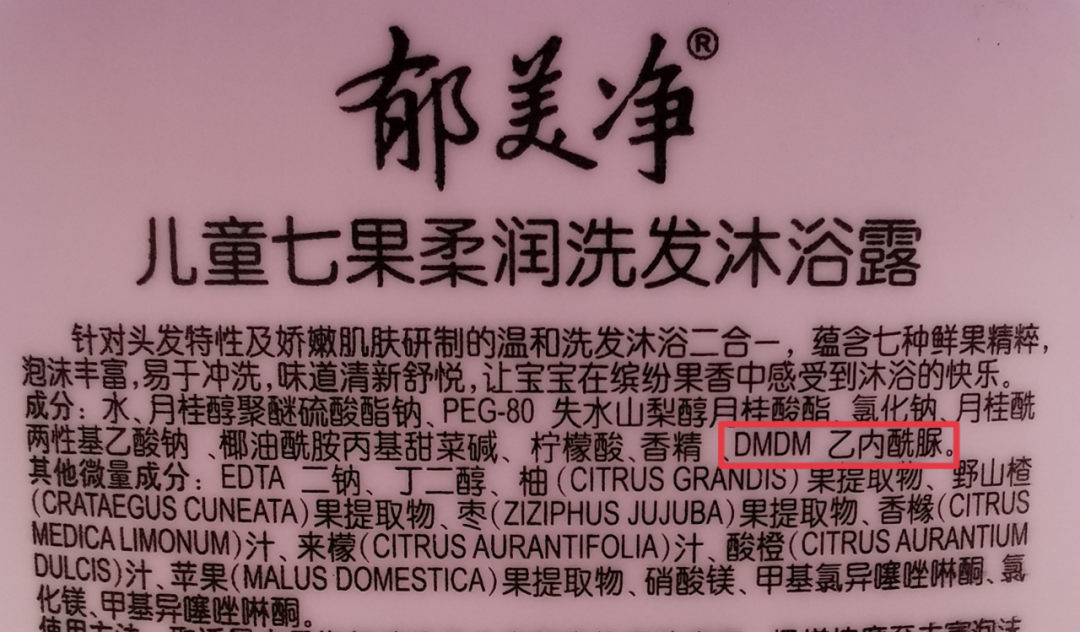 郁美净®
儿童七果柔润洗发沐浴露
针对头发特性及娇嫩肌肤研制的温和洗发沐浴二合一，蕴含七种鲜果精粹，
泡沫丰富,易于冲洗,味道清新舒悦,让宝宝在缤纷果香中感受到沐浴的快乐。
成分：水、月桂醇聚醚硫酸酯钠、PEG-80 失水山梨醇月桂酸酯、氯化钠、月桂酰
两性基乙酸钠、椰油酰胺丙基甜菜碱、柠檬酸、香精、DMDM 乙内酰脲。
其他微量成分：EDTA 二钠、丁二醇、柚(CITRUS GRANDIS)果提取物、野山楂
(CRATAEGUS CUNEATA)果提取物、枣(ZIZIPHUS JUJUBA)果提取物、香橼(CITRUS
MEDICA LIMONUM)汁、来檬(CITRUS AURANTIFOLIA)汁、酸橙(CITRUS AURANTIUM
DULCIS)汁、苹果(MALUS DOMESTICA)果提取物、硝酸镁、甲基氯异噻唑啉酮、氯
化镁、甲基异噻唑啉酮。
使用方法